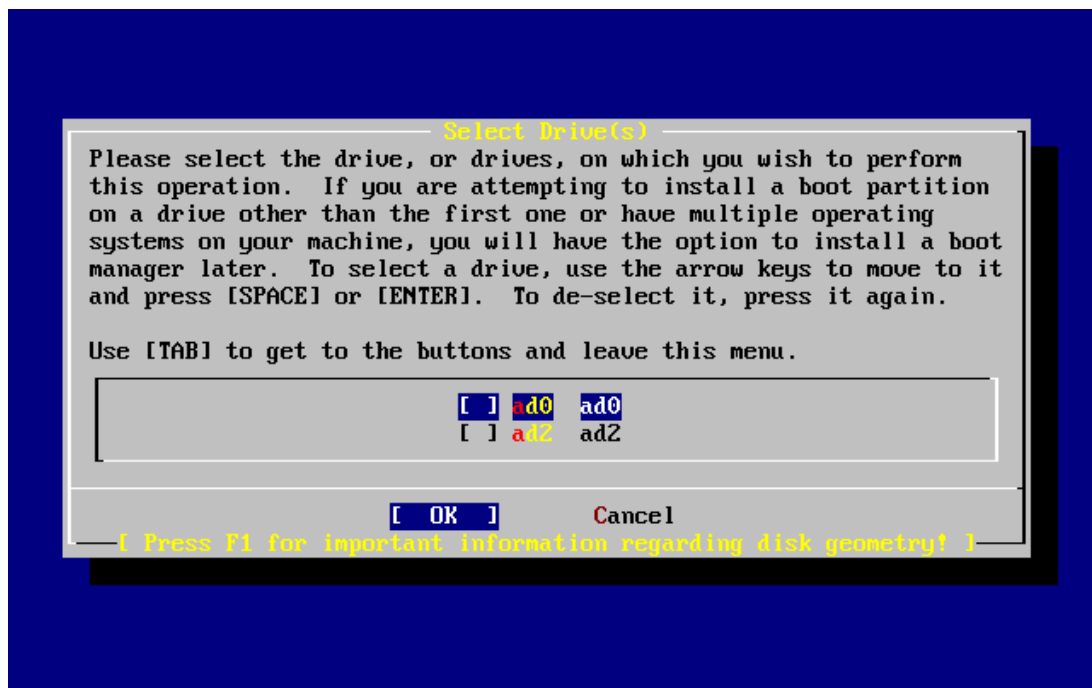 Select Drive(s)
Please select the drive, or drives, on which you wish to perform
this operation.  If you are attempting to install a boot partition
on a drive other than the first one or have multiple operating
systems on your machine, you will have the option to install a boot
manager later.  To select a drive, use the arrow keys to move to it
and press [SPACE] or [ENTER].  To de-select it, press it again.
Use [TAB] to get to the buttons and leave this menu.
[ ] ad0  ad0
[ ] ad2  ad2
[  OK  ]       Cancel
[ Press F1 for important information regarding disk geometry! ]